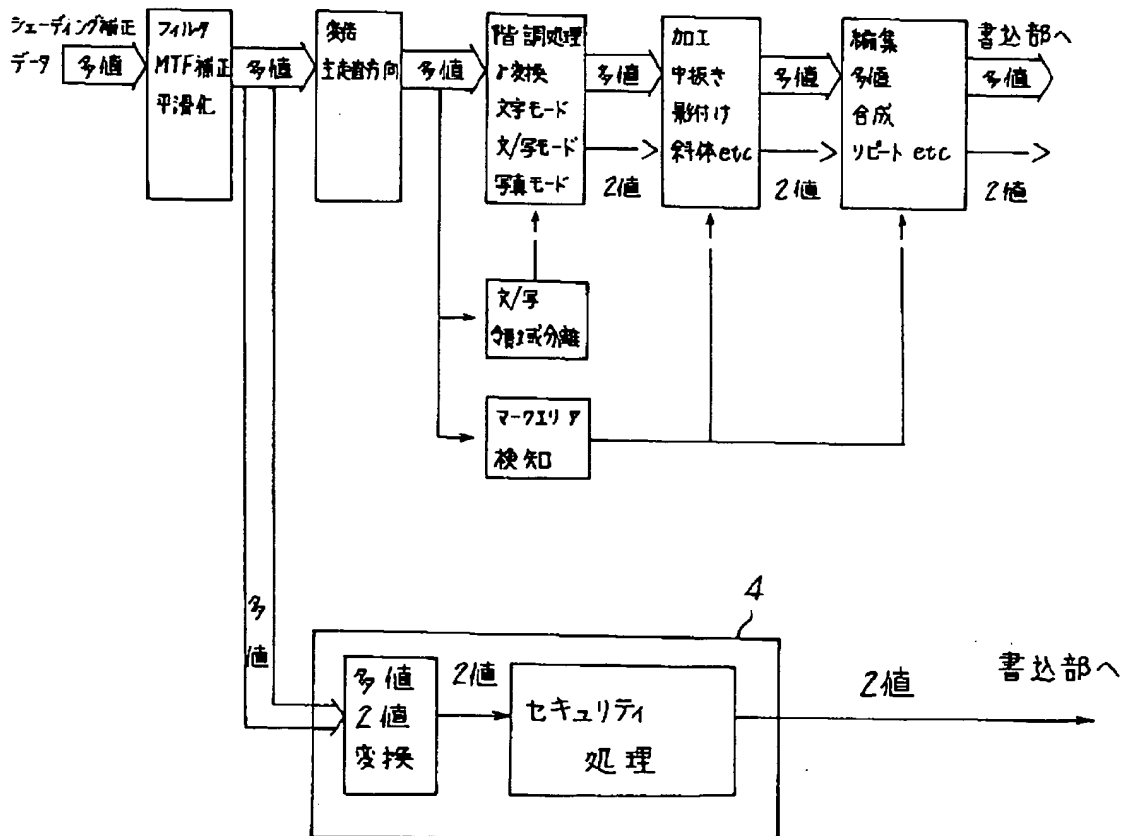 シェーディング補正
データ
多値
フィルタ
MTF補正
平滑化
多値
変倍
主走査方向
多値
階調処理
γ変換
文字モード
文/写モード
写真モード
多値
2値
加工
中抜き
影付け
斜体etc
多値
2値
編集
多値
合成
リピートetc
書込部へ
多値
2値
文/写
領域分離
マークエリア
検知
多
値
4
多値
2値
変換
2値
セキュリティ
処理
2値
書込部へ